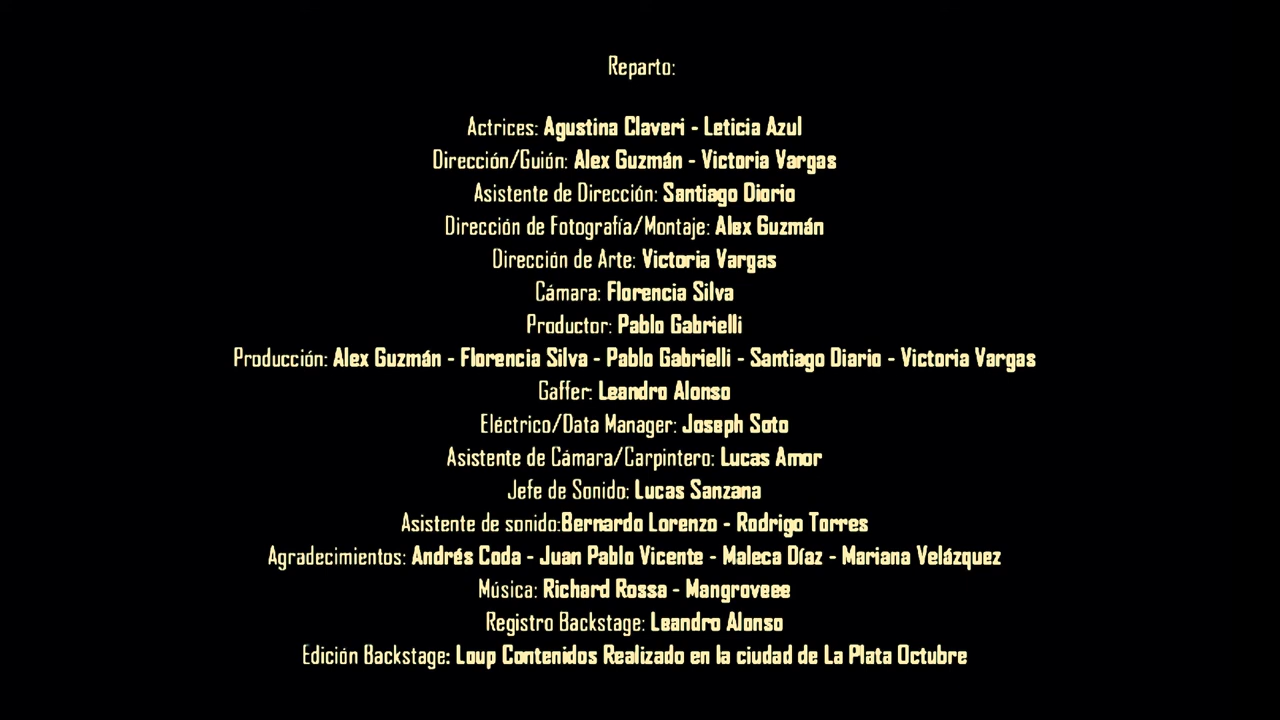 Reparto:
Actrices: Agustina Claveri - Leticia Azul
Dirección/Guión: Alex Guzmán - Victoria Vargas
Asistente de Dirección: Santiago Diorio
Dirección de Fotografía/Montaje: Alex Guzmán
Dirección de Arte: Victoria Vargas
Cámara: Florencia Silva
Productor: Pablo Gabrielli
Producción: Alex Guzmán - Florencia Silva - Pablo Gabrielli - Santiago Diario - Victoria Vargas
Gaffer: Leandro Alonso
Eléctrico/Data Manager: Joseph Soto
Asistente de Cámara/Carpintero: Lucas Amor
Jefe de Sonido: Lucas Sanzana
Asistente de sonido:Bernardo Lorenzo - Rodrigo Torres
Agradecimientos: Andrés Coda - Juan Pablo Vicente - Maleca Díaz - Mariana Velázquez
Música: Richard Rossa - Mangroveee
Registro Backstage: Leandro Alonso
Edición Backstage: Loup Contenidos Realizado en la ciudad de La Plata Octubre